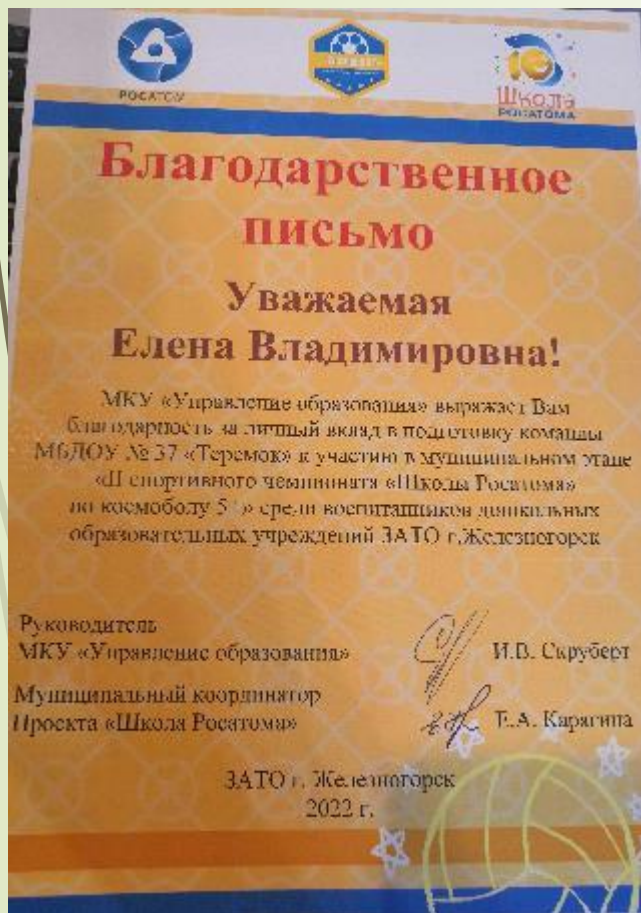 РОСАТОМ
Школа
РОСАТОМА
Благодарственное
письмо
Уважаемая
Елена Владимировна!
МКУ «Управление образования» выражает Вам
благодарность за личный вклад в подготовку команды
МБДОУ № 37 «Теремок» к участию в муниципальном этапе
«II спортивного чемпионата «Школы Росатома»
по космоболу 5+» среди воспитанников дошкольных
образовательных учреждений ЗАТО г.Железногорск
Руководитель
МКУ «Управление образования»
И.В. Скруберт
Муниципальный координатор
Проекта «Школа Росатома»
Е.А. Карягина
ЗАТО г. Железногорск
2022 г.